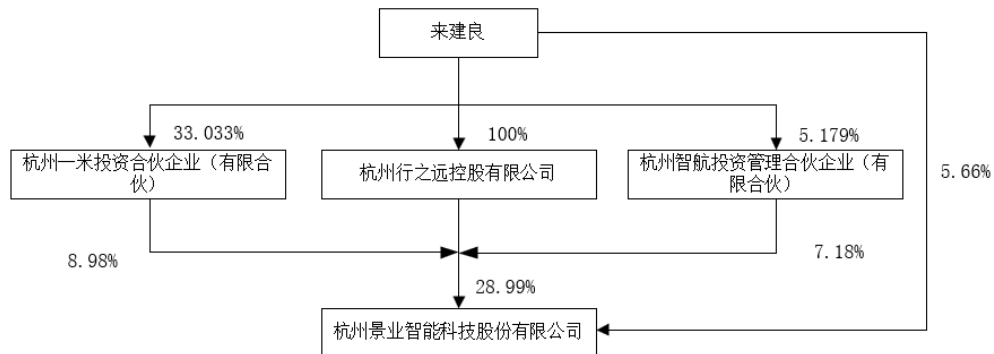 来建良
33.033%
100%
5.179%
杭州一米投资合伙企业（有限合
伙）
杭州行之远控股有限公司
杭州智航投资管理合伙企业（有
限合伙）
5.66%
8.98%
7.18%
28.99%
杭州景业智能科技股份有限公司